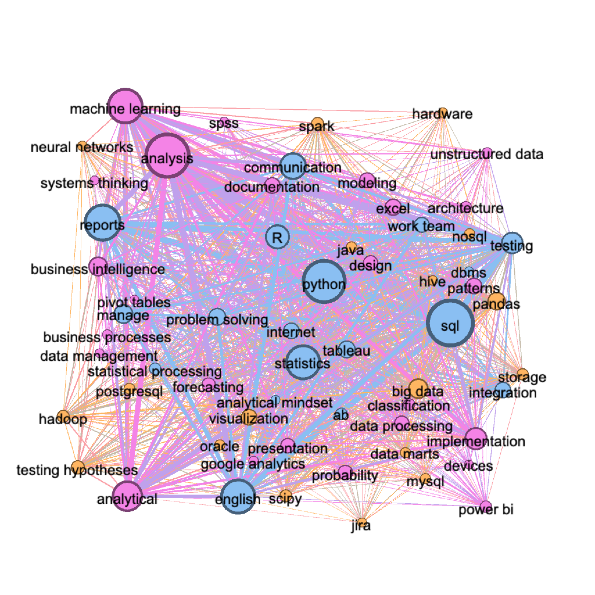 machine learning
spss
spark
hardware
neural networks
analysis
communication
unstructured data
systems thinking
documentation
modeling
reports
excel
architecture
work team
nosql
R
testing
java
business intelligence
design
dbms
python
hive
patterns
pivot tables
pandas
manage
problem solving
internet
sql
business processes
tableau
data management
statistics
statistical processing
storage
postgresql
forecasting
big data
integration
analytical mindset
classification
hadoop
visualization
ab
data processing
oracle
presentation
implementation
data marts
google analytics
testing hypotheses
probability
devices
mysql
analytical
english
scipy
power bi
jira